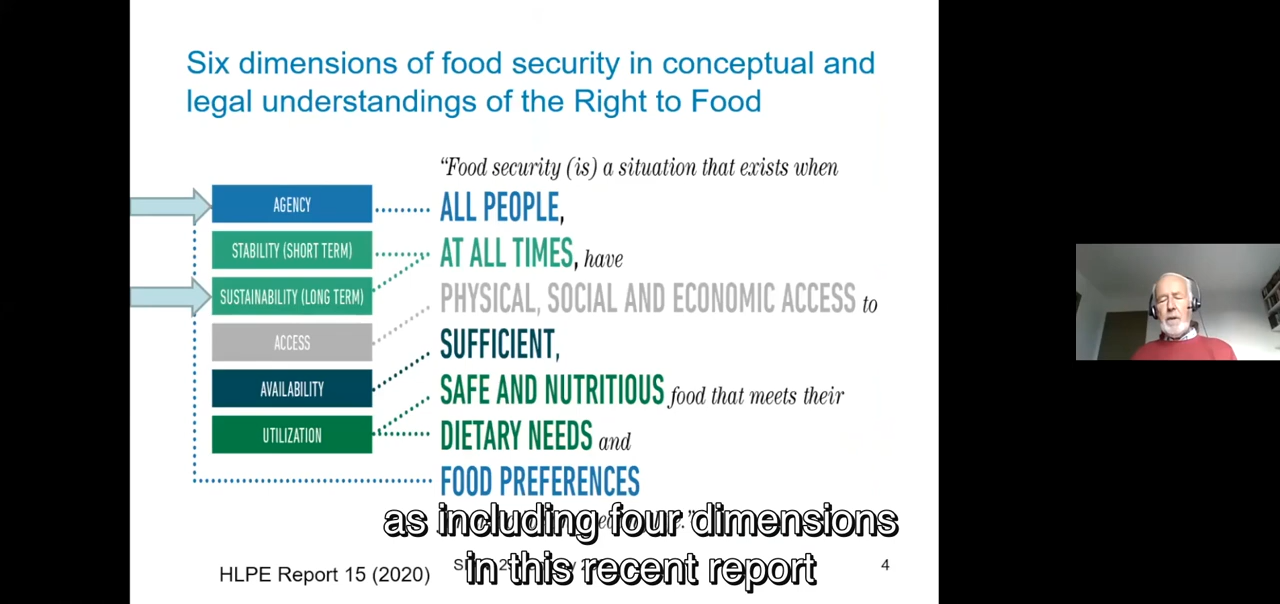 Six dimensions of food security in conceptual and
legal understandings of the Right to Food
“Food security (is) a situation that exists when
AGENCY
ALL PEOPLE,
STABILITY (SHORT TERM)
AT ALL TIMES, have
SUSTAINABILITY (LONG TERM)
PHYSICAL, SOCIAL AND ECONOMIC ACCESS to
ACCESS
SUFFICIENT,
AVAILABILITY
SAFE AND NUTRITIOUS food that meets their
UTILIZATION
DIETARY NEEDS and
FOOD PREFERENCES
as including four dimensions
in this recent report
HLPE Report 15 (2020)
4